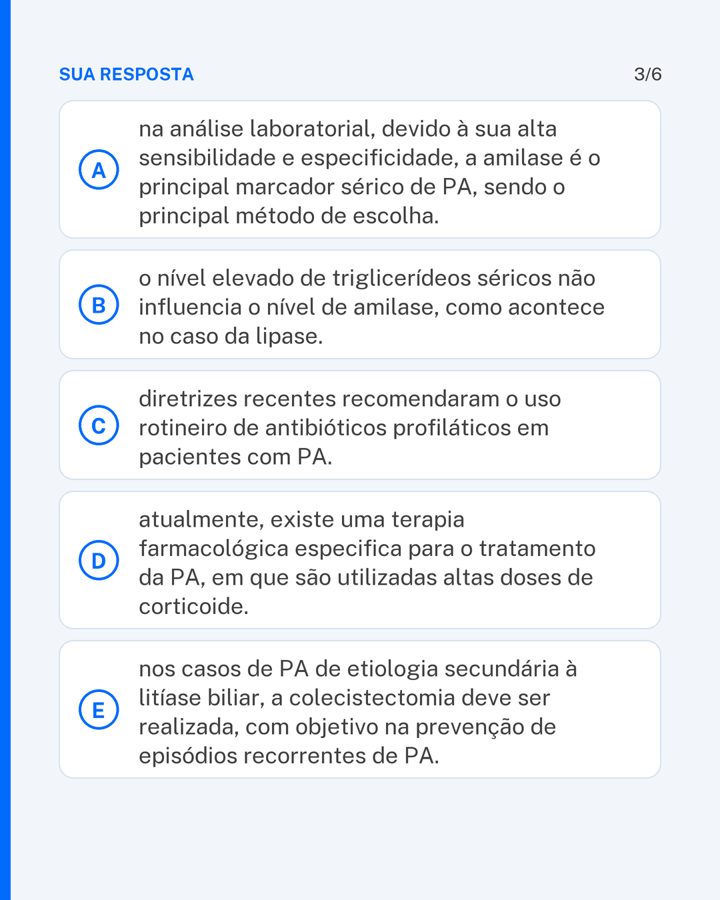 SUA RESPOSTA 3/6
na análise laboratorial, devido à sua alta
sensibilidade e especificidade, a amilase é o
A
principal marcador sérico de PA, sendo o
principal método de escolha.
o nível elevado de triglicerídeos séricos não
B
influencia o nível de amilase, como acontece
no caso da lipase.
diretrizes recentes recomendaram o uso
C
rotineiro de antibióticos profiláticos em
pacientes com PA.
atualmente, existe uma terapia
farmacológica especifica para o tratamento
D
da PA, em que são utilizadas altas doses de
corticoide.
nos casos de PA de etiologia secundária à
litíase biliar, a colecistectomia deve ser
E
realizada, com objetivo na prevenção de
episódios recorrentes de PA.